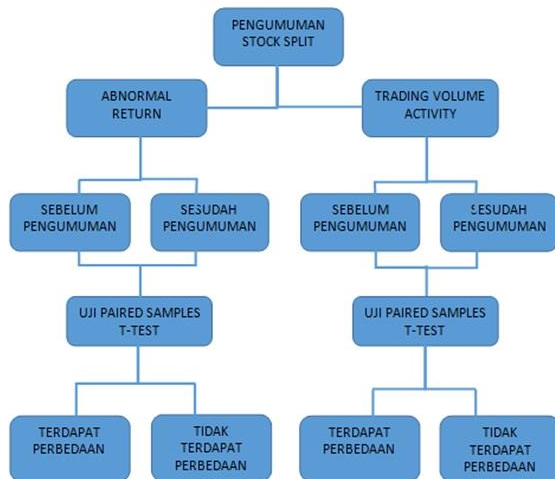 PENGUMUMAN
STOCK SPLIT
ABNORMAL
RETURN
TRADING VOLUME
ACTIVITY
SEBELUM
PENGUMUMAN
SESUDAH
PENGUMUMAN
SEBELUM
PENGUMUMAN
SESUDAH
PENGUMUMAN
UJI PAIRED SAMPLES
T-TEST
UJI PAIRED SAMPLES
T-TEST
TERDAPAT
PERBEDAAN
TIDAK
TERDAPAT
PERBEDAAN
TERDAPAT
PERBEDAAN
TIDAK
TERDAPAT
PERBEDAAN